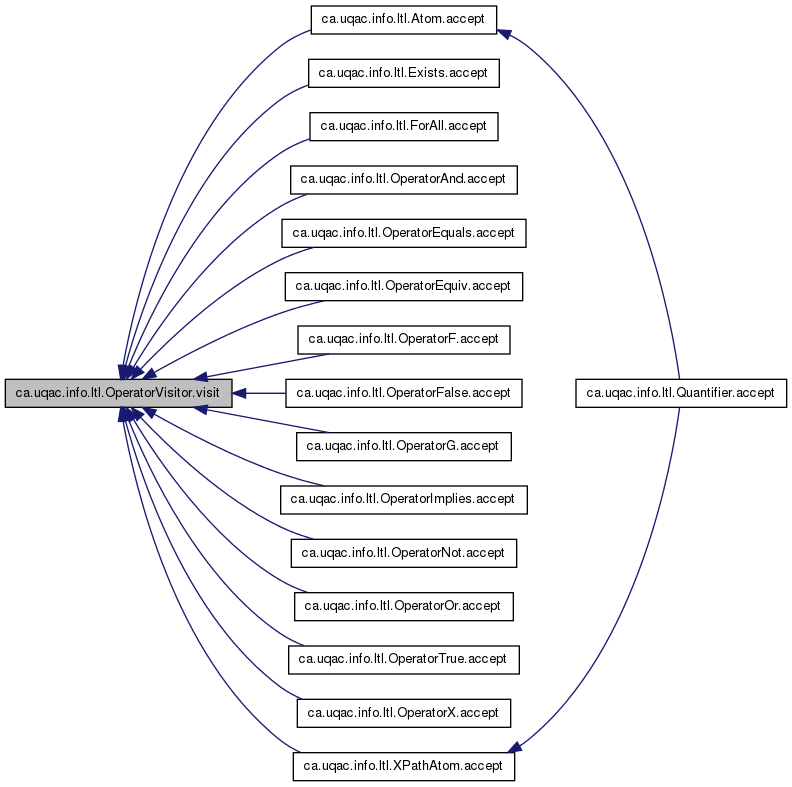 ca.uqac.info.ltl.Atom.accept
ca.uqac.info.ltl.Exists.accept
ca.uqac.info.ltl.ForAll.accept
ca.uqac.info.ltl.OperatorAnd.accept
ca.uqac.info.ltl.OperatorEquals.accept
ca.uqac.info.ltl.OperatorEquiv.accept
ca.uqac.info.ltl.OperatorF.accept
ca.uqac.info.ltl.OperatorVisitor.visit
ca.uqac.info.ltl.OperatorFalse.accept
ca.uqac.info.ltl.Quantifier.accept
ca.uqac.info.ltl.OperatorG.accept
ca.uqac.info.ltl.OperatorImplies.accept
ca.uqac.info.ltl.OperatorNot.accept
ca.uqac.info.ltl.OperatorOr.accept
ca.uqac.info.ltl.OperatorTrue.accept
ca.uqac.info.ltl.OperatorX.accept
ca.uqac.info.ltl.XPathAtom.accept